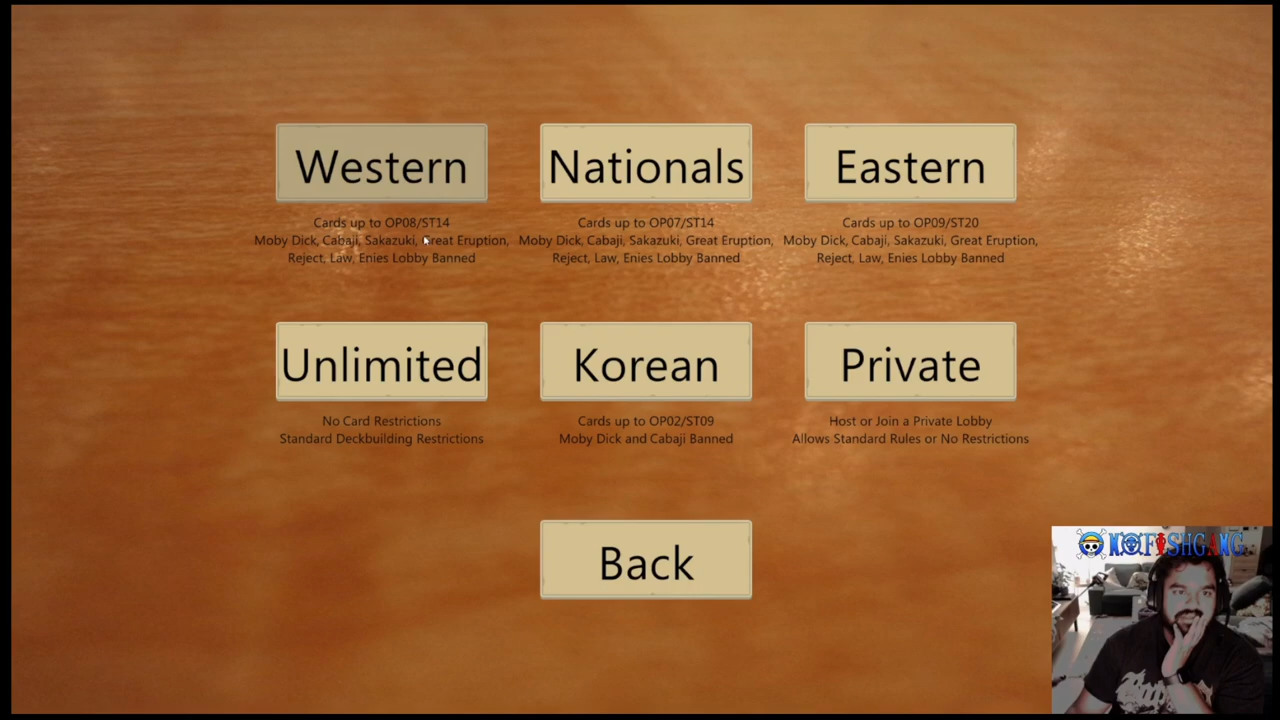 Western
Nationals
Eastern
Cards up to OP08/ST14
Moby Dick, Cabaji, Sakazuki, Great Eruption,
Reject, Law, Enies Lobby Banned
Cards up to OP07/ST14
Moby Dick, Cabaji, Sakazuki, Great Eruption,
Reject, Law, Enies Lobby Banned
Cards up to OP09/ST20
Moby Dick, Cabaji, Sakazuki, Great Eruption,
Reject, Law, Enies Lobby Banned
Unlimited
Korean
Private
No Card Restrictions
Standard Deckbuilding Restrictions
Cards up to OP02/ST09
Moby Dick and Cabaji Banned
Host or Join a Private Lobby
Allows Standard Rules or No Restrictions
Back
NOFISHGANG